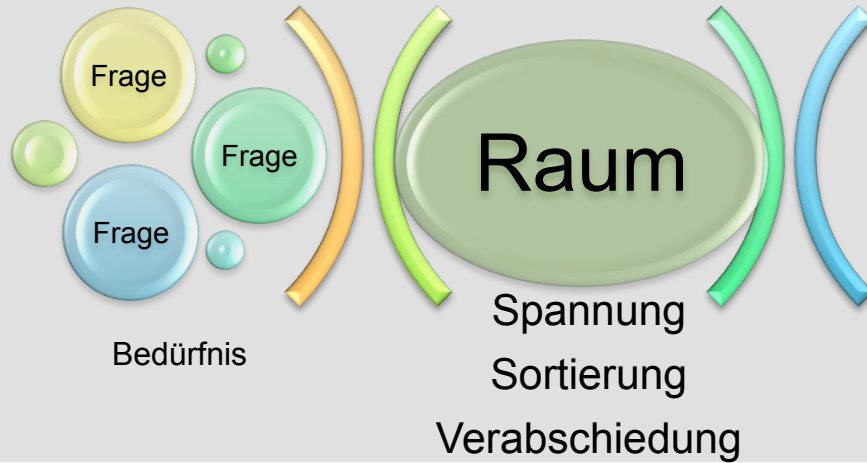 Frage
Frage
Frage
Bedürfnis
Raum
Spannung
Sortierung
Verabschiedung